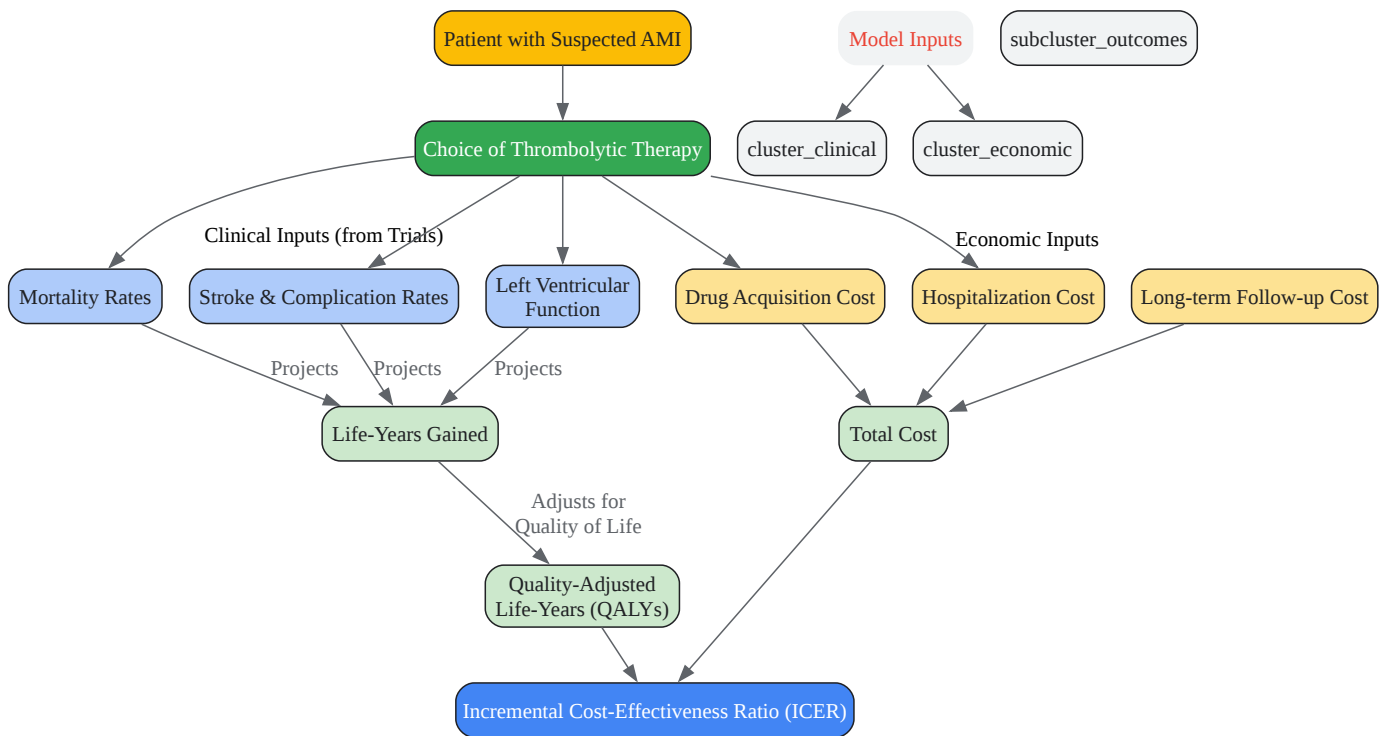 Patient with Suspected AMI
Model Inputs
subcluster_outcomes
Choice of Thrombolytic Therapy
cluster_clinical
cluster_economic
Clinical Inputs (from Trials)
Economic Inputs
Mortality Rates
Stroke & Complication Rates
Left Ventricular
Function
Drug Acquisition Cost
Hospitalization Cost
Long-term Follow-up Cost
Projects
Projects
Projects
Life-Years Gained
Total Cost
Adjusts for
Quality of Life
Quality-Adjusted
Life-Years (QALYs)
Incremental Cost-Effectiveness Ratio (ICER)